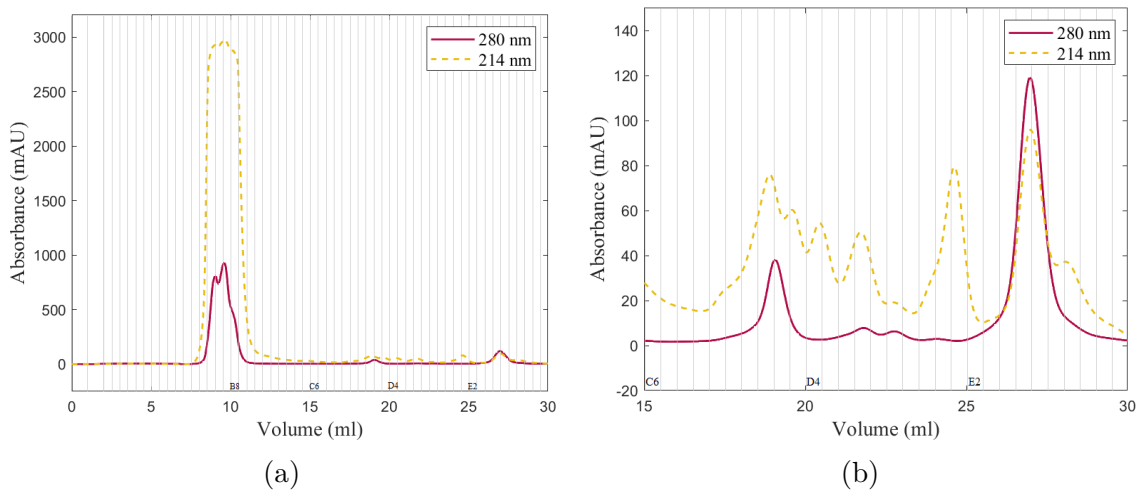 3000
2500
2000
1500
1000
500
0
Absorbance (mAU)
280 nm
214 nm
B8
C6
D4
E2
0
5
10
15
20
25
30
Volume (ml)
(a)
140
120
100
80
60
40
20
0
-20
Absorbance (mAU)
280 nm
214 nm
C6
D4
E2
15
20
25
30
Volume (ml)
(b)